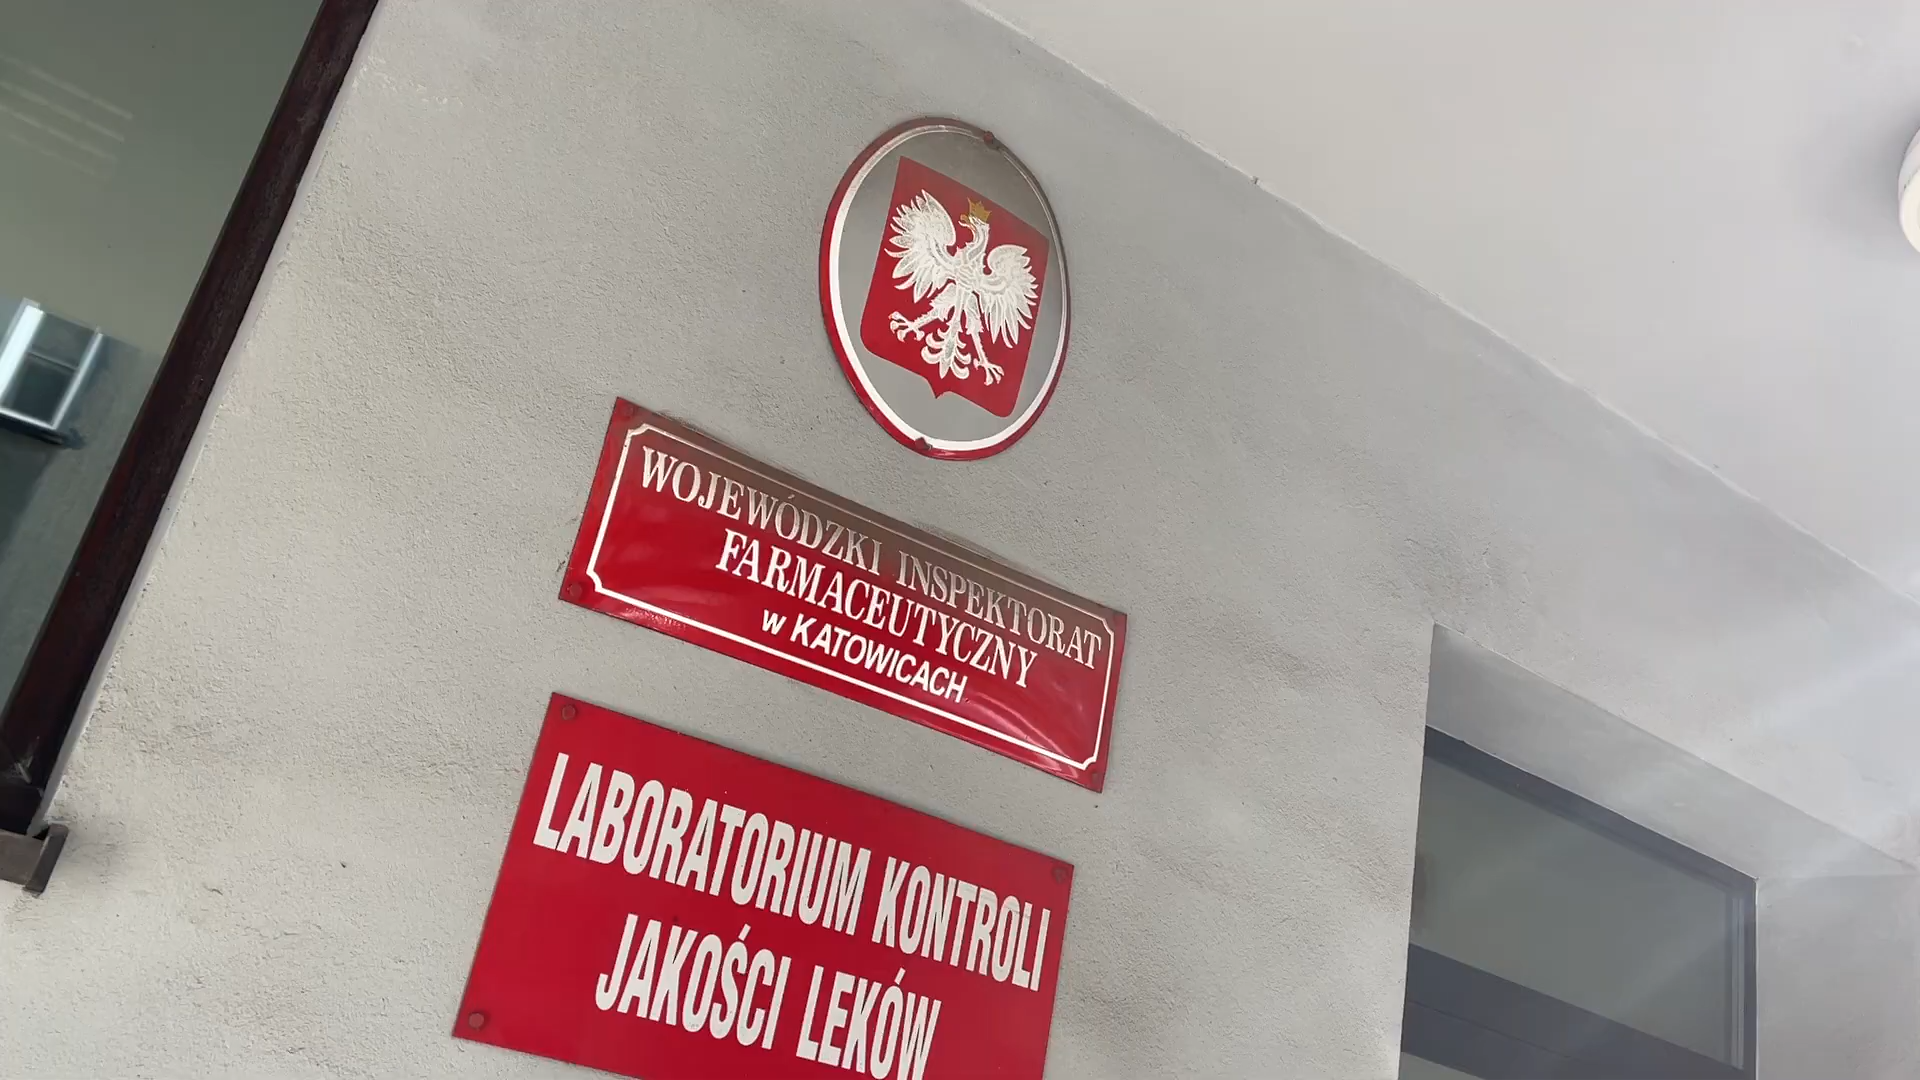 WOJEWÓDZKI INSPEKTORAT
FARMACEUTYCZNY
w KATOWICACH
LABORATORIUM KONTROLI
JAKOŚCI LEKÓW